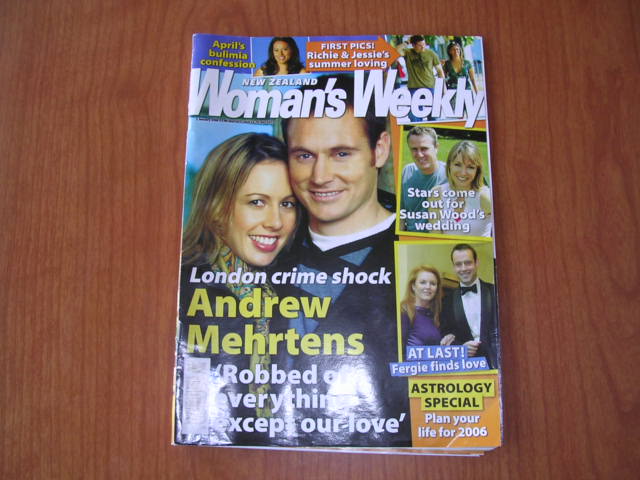 April's
bulimia
confession
FIRST PICS!
Richie & Jessie's
summer loving
NEW ZEALAND
Woman's Weekly
Stars come
out for
Susan Wood's
wedding
London crime shock
Andrew
Mehrtens
'Robbed of
everything
except our love'
AT LAST!
Fergie finds love
ASTROLOGY
SPECIAL
Plan your
life for 2006